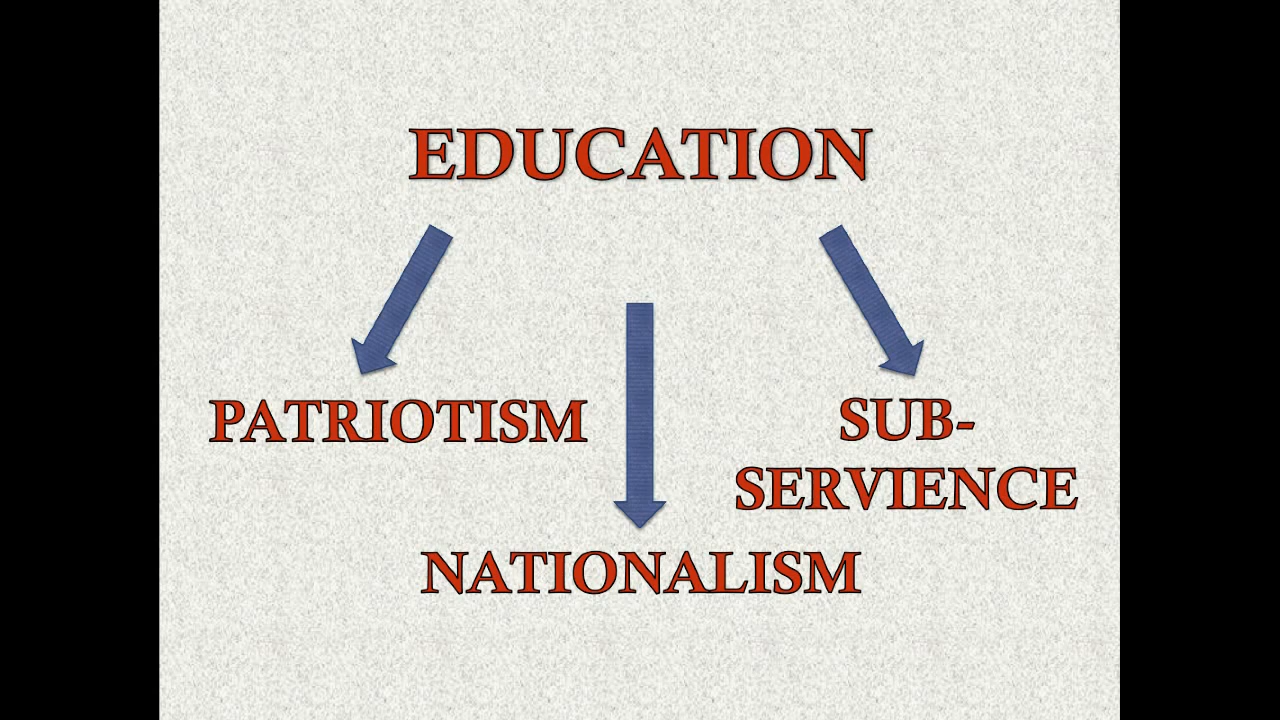 EDUCATION
PATRIOTISM
SUB-
SERVIENCE
NATIONALISM